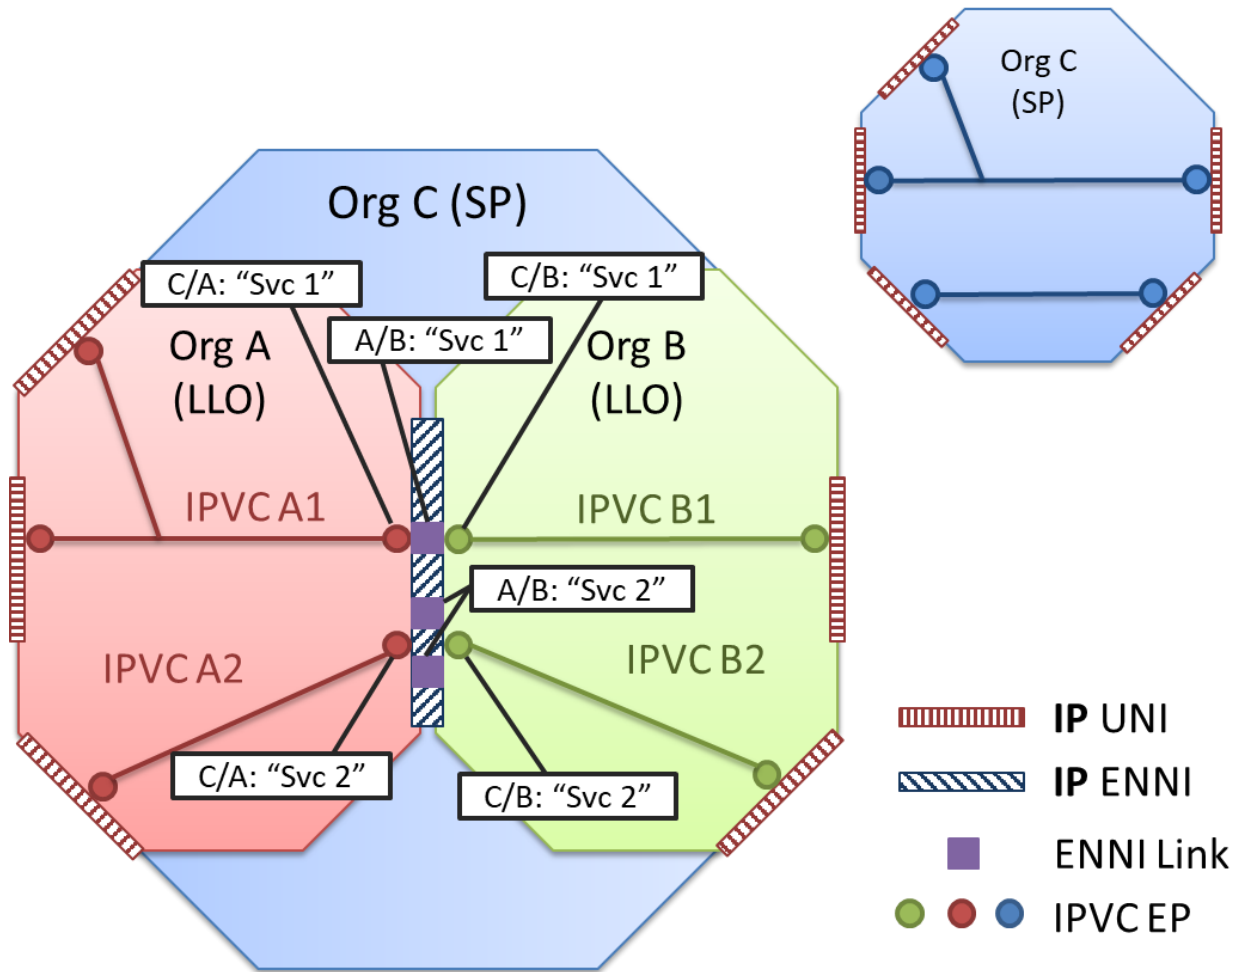 Org C
(SP)
Org C (SP)
C/A: “Svc 1”
C/B: “Svc 1”
A/B: “Svc 1”
Org A
(LLO)
Org B
(LLO)
IPVC A1
IPVC B1
A/B: “Svc 2”
IPVC A2
IPVC B2
C/A: “Svc 2”
C/B: “Svc 2”
IP UNI
IP ENNI
ENNI Link
IPVC EP